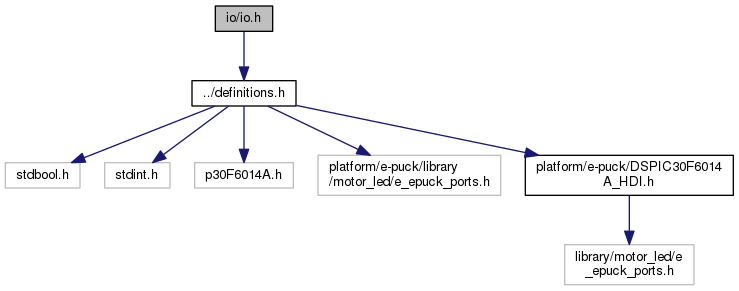 io/io.h
../definitions.h
stdbool.h
stdint.h
p30F6014A.h
platform/e-puck/library
/motor_led/e_epuck_ports.h
platform/e-puck/DSPIC30F6014
A_HDI.h
library/motor_led/e
_epuck_ports.h